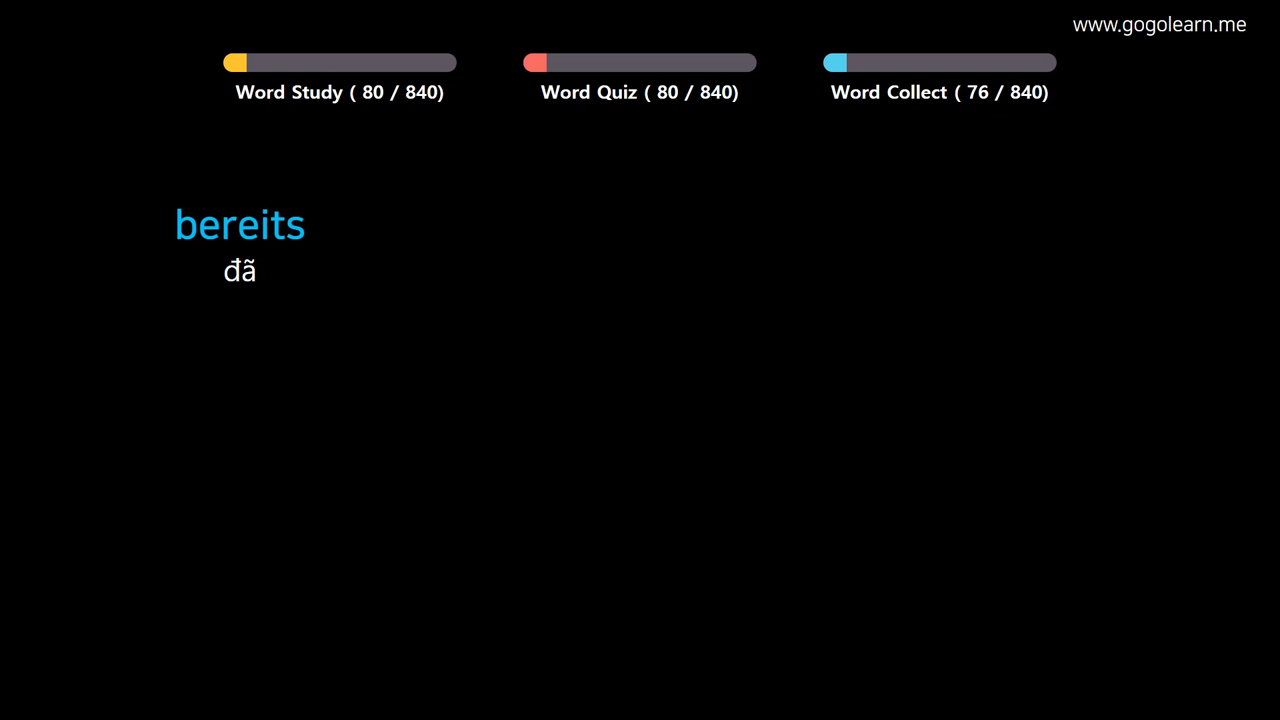 www.gogolearn.me
Word Study ( 80 / 840)
Word Quiz ( 80 / 840)
Word Collect ( 76 / 840)
bereits
đã